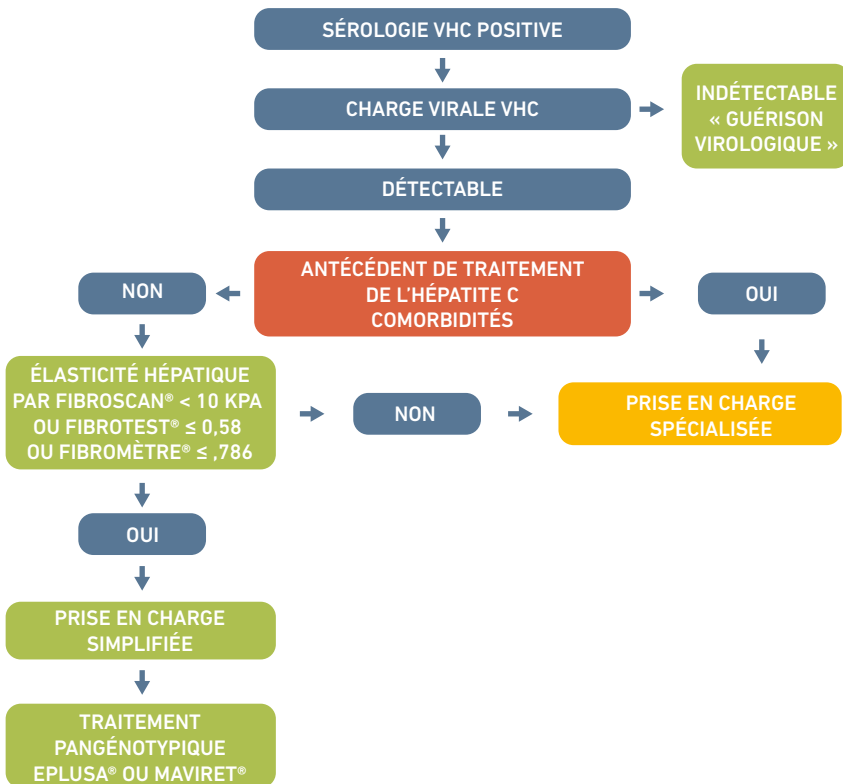 SÉROLOGIE VHC POSITIVE
CHARGE VIRALE VHC
INDÉTECTABLE
« GUÉRISON
VIROLOGIQUE »
DÉTECTABLE
ANTÉCÉDENT DE TRAITEMENT
DE L'HÉPATITE C
COMORBIDITÉS
NON
OUI
ÉLASTICITÉ HÉPATIQUE
PAR FIBROSCAN® < 10 KPA
OU FIBROTEST® ≤ 0,58
OU FIBROMÈTRE® ≤ ,786
NON
PRISE EN CHARGE
SPÉCIALISÉE
OUI
PRISE EN CHARGE
SIMPLIFIÉE
TRAITEMENT
PANGÉNOTYPIQUE
EPLUSA® OU MAVIRET®